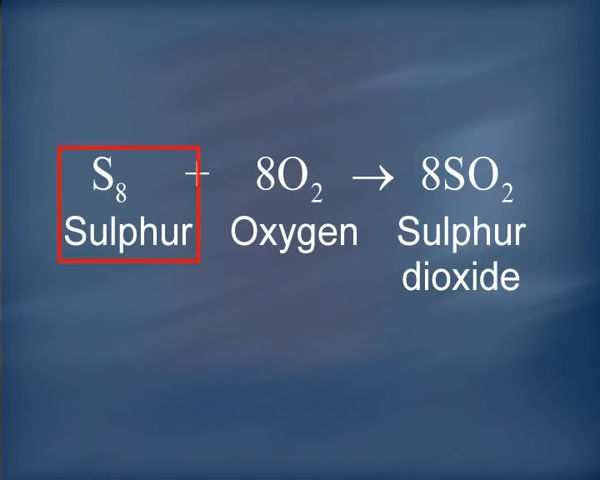 S₈ + 8O₂ → 8SO₂
Sulphur Oxygen Sulphur
dioxide